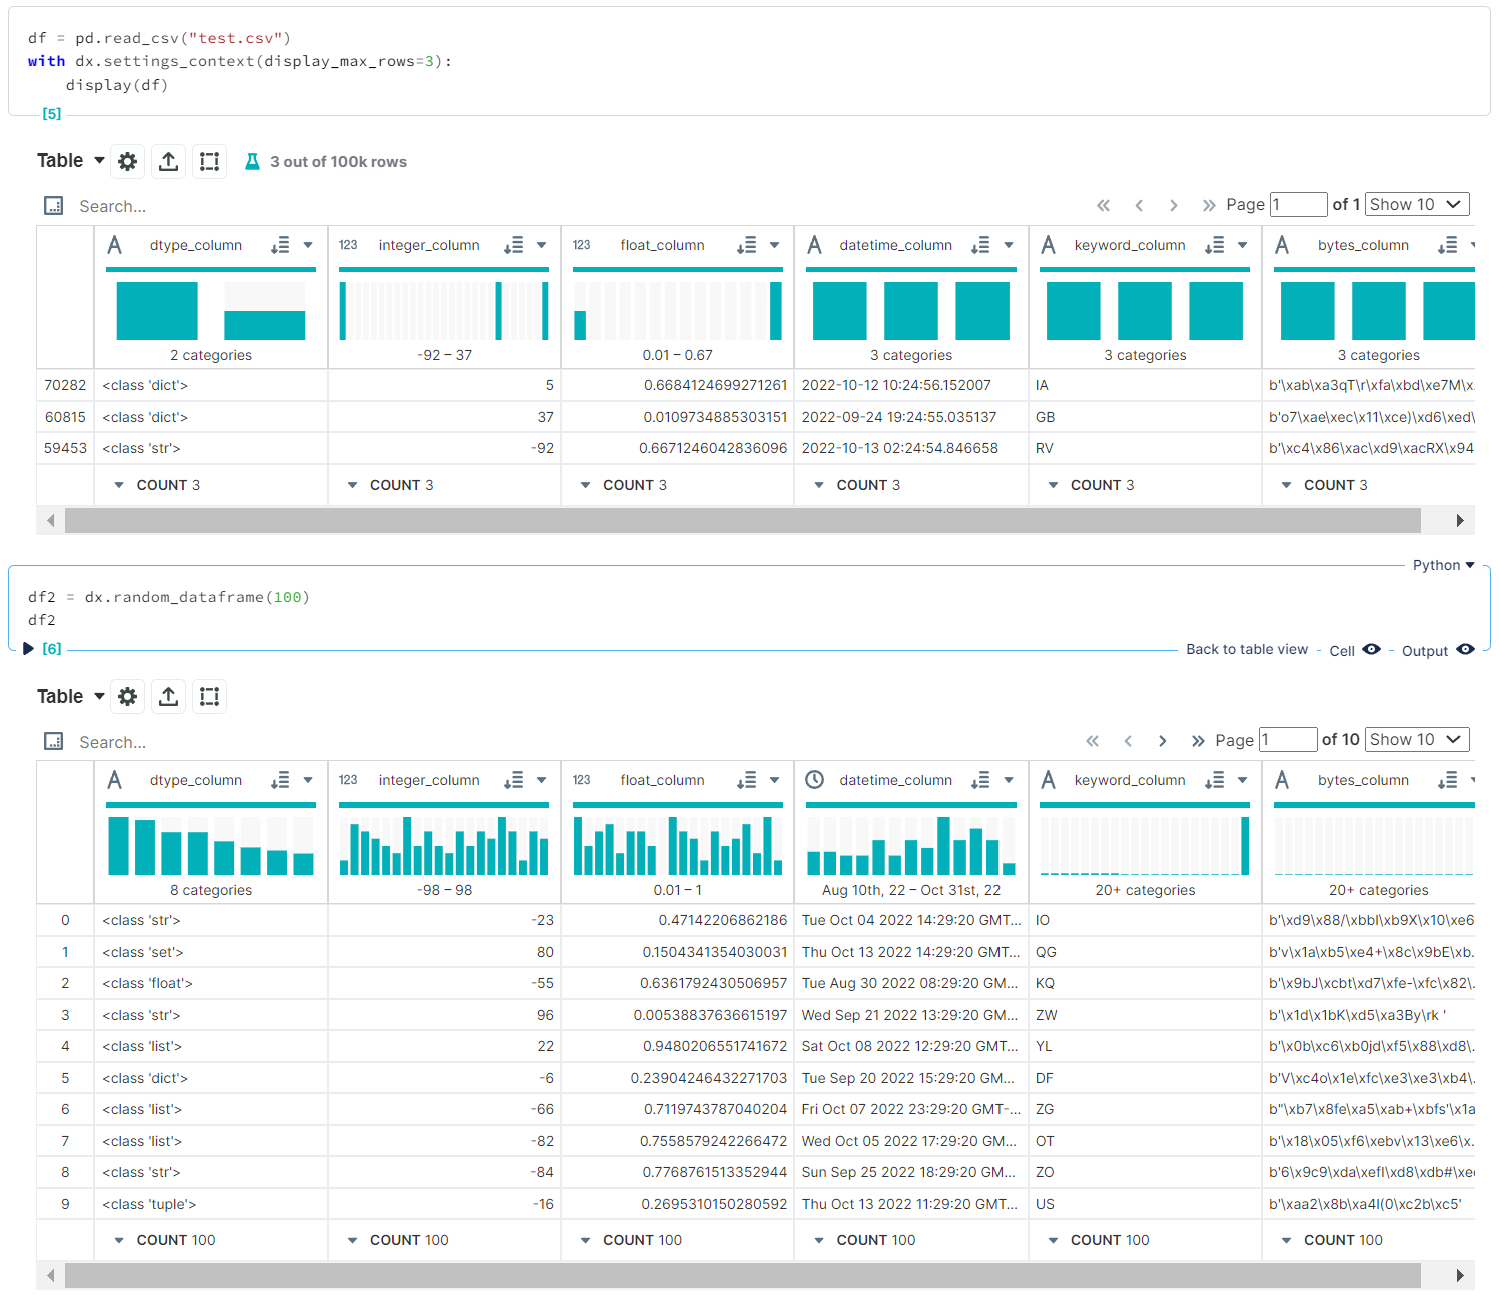 df = pd.read_csv("test.csv")
with dx.settings_context(display_max_rows=3):
    display(df)
[5]
Table 3 out of 100k rows
Search... Page 1 of 1 Show 10
A dtype_column 123 integer_column 123 float_column A datetime_column A keyword_column A bytes_column
2 categories -92 – 37 0.01 – 0.67 3 categories 3 categories 3 categories
70282 <class 'dict'> 5 0.6684124699271261 2022-10-12 10:24:56.152007 IA b'\xab\xa3qT\r\xfa\xbd\xe7M\x.
60815 <class 'dict'> 37 0.0109734885303151 2022-09-24 19:24:55.035137 GB b'o7\xae\xec\x11\xce)\xd6\xed\
59453 <class 'str'> -92 0.6671246042836096 2022-10-13 02:24:54.846658 RV b'\xc4\x86\xac\xd9\xacRX\x94
COUNT 3 COUNT 3 COUNT 3 COUNT 3 COUNT 3 COUNT 3
Python
df2 = dx.random_dataframe(100)
df2
[6] Back to table view - Cell - Output
Table
Search... Page 1 of 10 Show 10
A dtype_column 123 integer_column 123 float_column datetime_column A keyword_column A bytes_column
8 categories -98 – 98 0.01 – 1 Aug 10th, 22 – Oct 31st, 22 20+ categories 20+ categories
0 <class 'str'> -23 0.47142206862186 Tue Oct 04 2022 14:29:20 GMT... IO b'\xd9\x88/\xbbI\xb9X\x10\xe6
1 <class 'set'> 80 0.1504341354030031 Thu Oct 13 2022 14:29:20 GMT... QG b'v\x1a\xb5\xe4+\x8c\x9bE\xb.
2 <class 'float'> -55 0.6361792430506957 Tue Aug 30 2022 08:29:20 GM... KQ b'\x9bJ\xcbt\xd7\xfe-\xfc\x82\.
3 <class 'str'> 96 0.00538837636615197 Wed Sep 21 2022 13:29:20 GM... ZW b'\x1d\x1bK\xd5\xa3By\rk '
4 <class 'list'> 22 0.9480206551741672 Sat Oct 08 2022 12:29:20 GMT... YL b'\x0b\xc6\xb0jd\xf5\x88\xd8\.
5 <class 'dict'> -6 0.23904246432271703 Tue Sep 20 2022 15:29:20 GM... DF b'V\xc4o\x1e\xfc\xe3\xe3\xb4\.
6 <class 'list'> -66 0.7119743787040204 Fri Oct 07 2022 23:29:20 GMT-... ZG b"\xb7\x8fe\xa5\xab+\xbfs'\x1a
7 <class 'list'> -82 0.7558579242266472 Wed Oct 05 2022 17:29:20 GM... OT b'\x18\x05\xf6\xebv\x13\xe6\x.
8 <class 'str'> -84 0.7768761513352944 Sun Sep 25 2022 18:29:20 GM... ZO b'6\x9c9\xda\xefI\xd8\xdb#\xe
9 <class 'tuple'> -16 0.2695310150280592 Thu Oct 13 2022 11:29:20 GMT... US b'\xaa2\x8b\xa4I(0\xc2b\xc5'
COUNT 100 COUNT 100 COUNT 100 COUNT 100 COUNT 100 COUNT 100